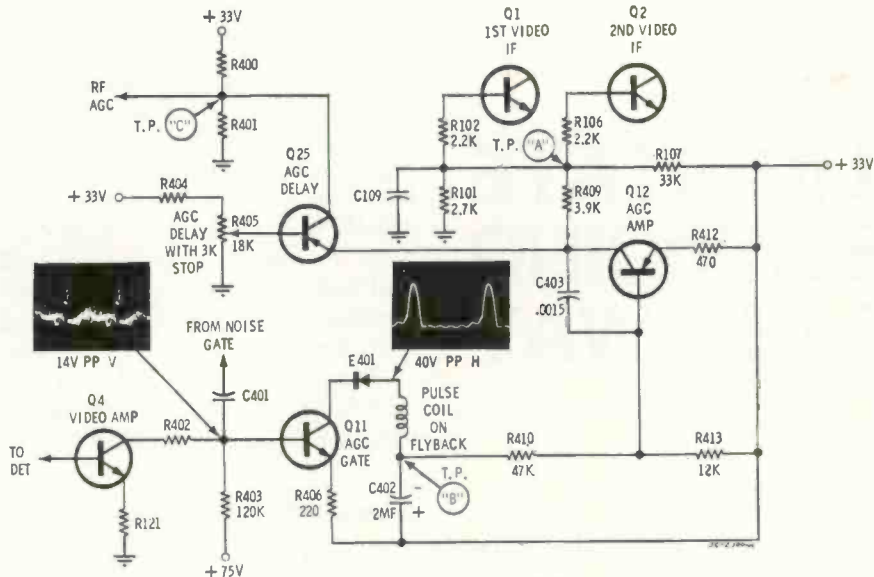 + 33V
R400
RF
AGC
T.P. "C"
R401
+33V
R404
AGC
DELAY
WITH 3K
STOP
R405
18K
Q25
AGC
DELAY
Q1
1ST VIDEO
IF
Q2
2ND VIDEO
IF
R102
2.2K
R106
2.2K
T.P. "A"
R107
33K
+ 33V
C109
R101
2.7K
R409
3.9K
Q12
AGC
AMP
R412
470
C403
.0015
14V PP V
FROM NOISE
GATE
C401
40V PP H
E401
PULSE
COIL
ON
FLYBACK
Q4
VIDEO AMP
R402
TO
DET
R121
R403
120K
+75V
Q11
AGC
GATE
R406
220
C402
2MF
-
+
T.P.
"B"
R410
47K
R413
12K